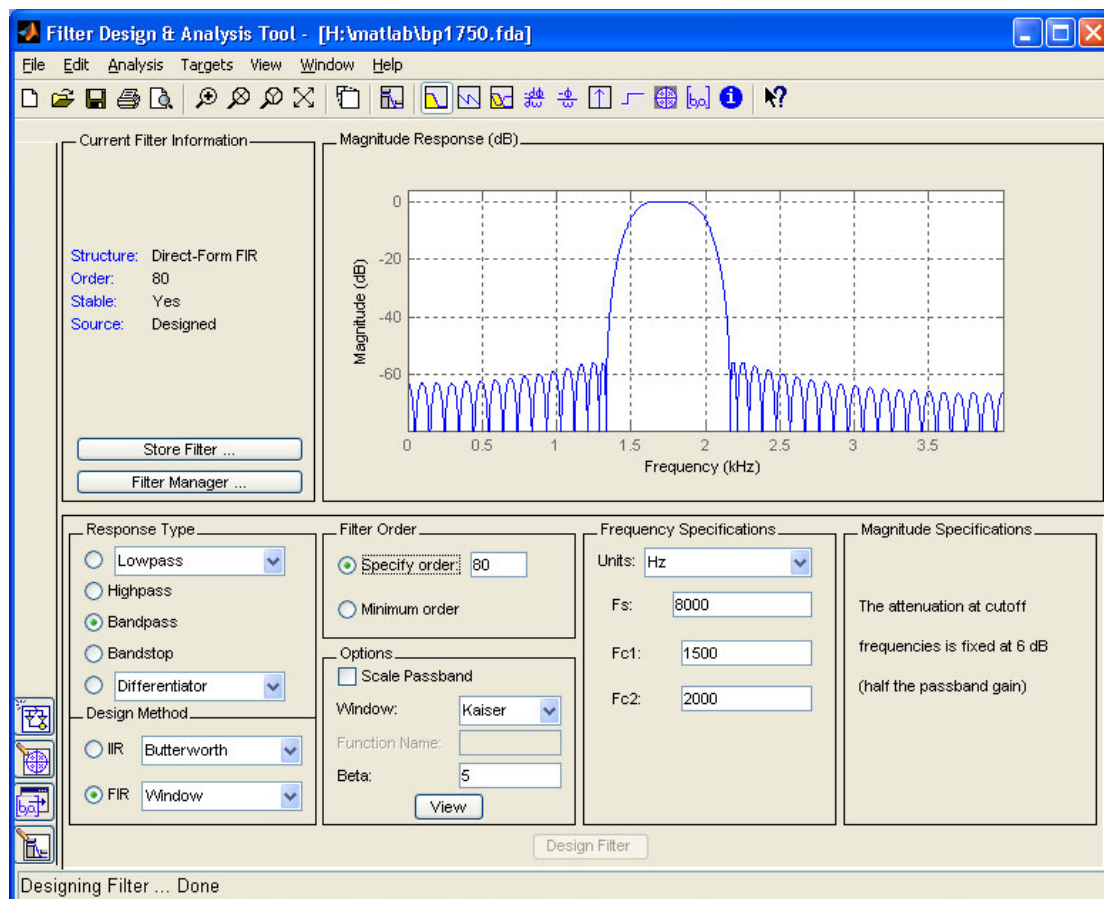 Filter Design & Analysis Tool - [H:\matlab\bp1750.fda]
File Edit Analysis Targets View Window Help
Current Filter Information
Structure: Direct-Form FIR
Order: 80
Stable: Yes
Source: Designed
Store Filter ...
Filter Manager ...
Magnitude Response (dB)
Magnitude (dB)
0
-20
-40
-60
0 0.5 1 1.5 2 2.5 3 3.5
Frequency (kHz)
Response Type
Lowpass
Highpass
Bandpass
Bandstop
Differentiator
Design Method
IIR Butterworth
FIR Window
Filter Order
Specify order: 80
Minimum order
Options
Scale Passband
Window: Kaiser
Function Name:
Beta: 5
View
Frequency Specifications
Units: Hz
Fs: 8000
Fc1: 1500
Fc2: 2000
Magnitude Specifications
The attenuation at cutoff
frequencies is fixed at 6 dB
(half the passband gain)
Design Filter
Designing Filter ... Done